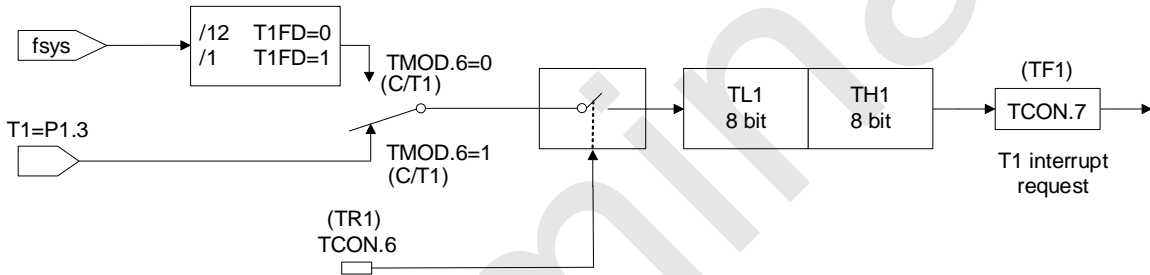 fsys
/12 T1FD=0
/1 T1FD=1
TMOD.6=0
(C/T1)
T1=P1.3
TMOD.6=1
(C/T1)
(TR1)
TCON.6
TL1
8 bit
TH1
8 bit
(TF1)
TCON.7
T1 interrupt
request